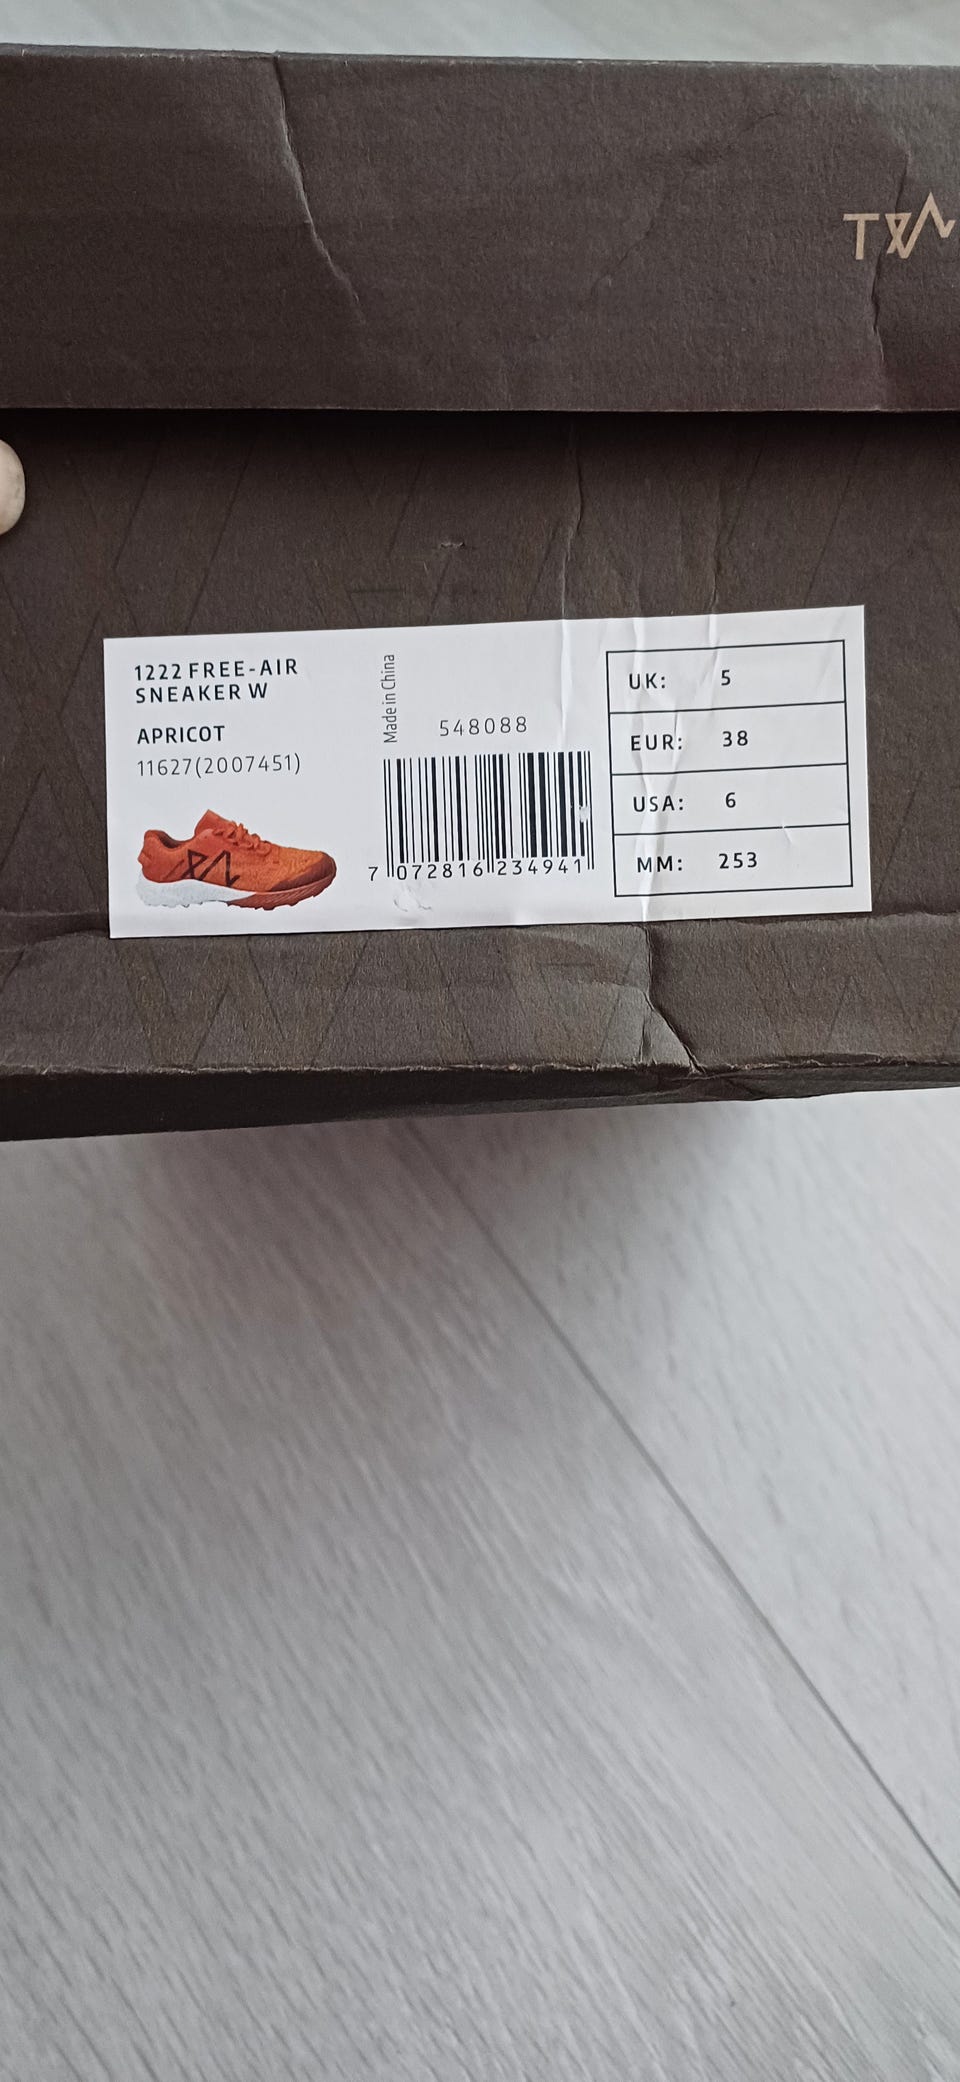 1222 FREE-AIR
SNEAKER W
APRICOT
11627(2007451)
Made in China
548088
7 072816 234941
UK: 5
EUR: 38
USA: 6
MM: 253